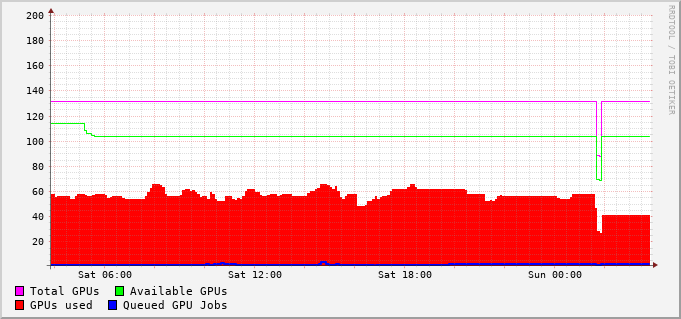 200
180
160
140
120
100
80
60
40
20
Sat 06:00 Sat 12:00 Sat 18:00 Sun 00:00
Total GPUs Available GPUs
GPUs used Queued GPU Jobs
RRDTOOL / TOBI OETIKER